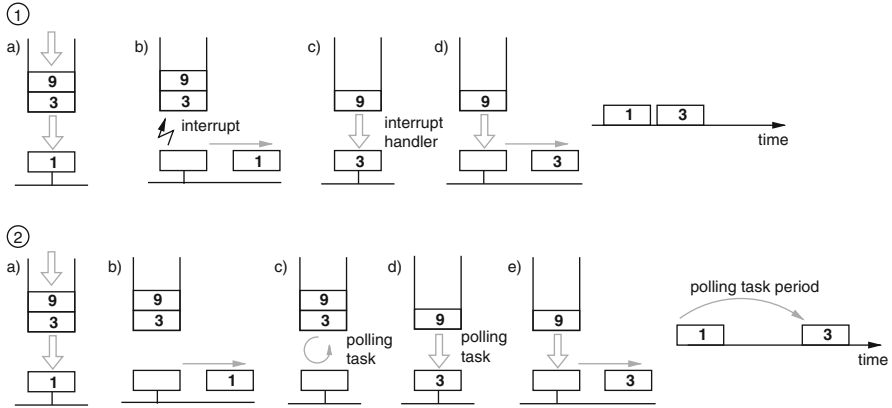 1
a) b) c) d)
9 9
3 3 9 9
interrupt interrupt
handler
1 3
time
1 1 3 3
2
a) b) c) d) e)
polling task period
9 9 9
3 3 3 9 9
1 3
polling polling
task task
time
1 1 3 3